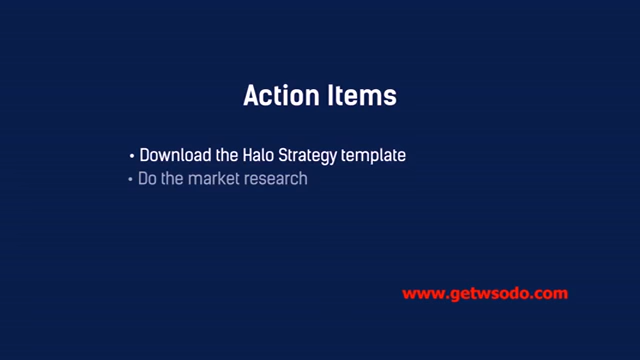 Action Items
• Download the Halo Strategy template
• Do the market research
www.getwsodo.com